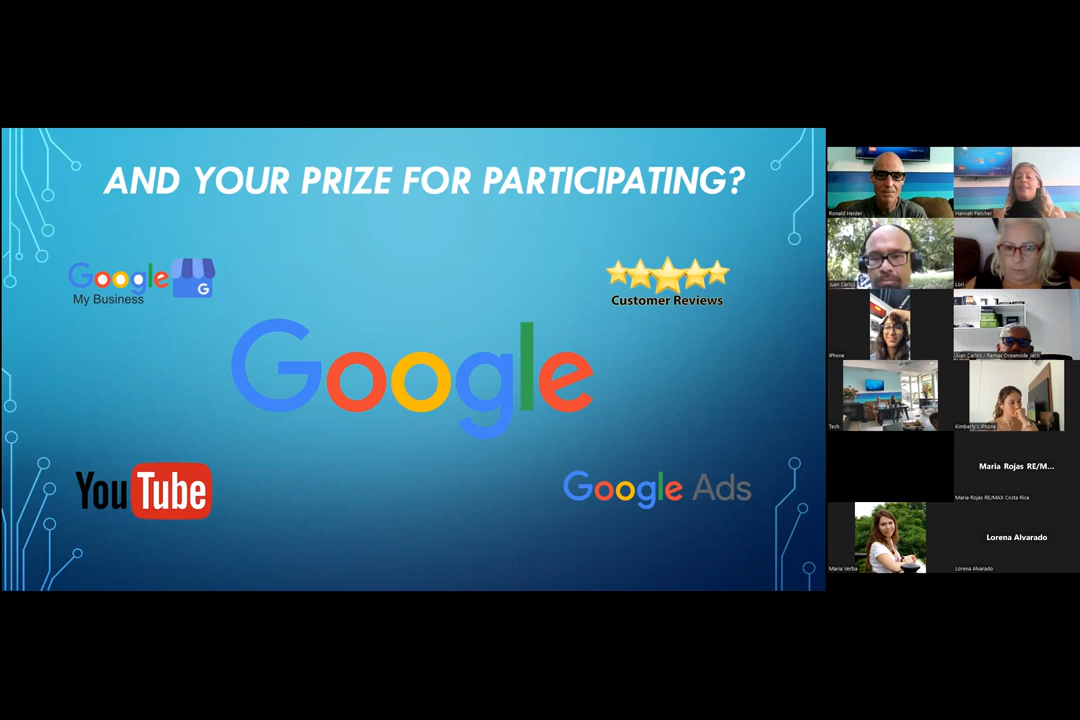 AND YOUR PRIZE FOR PARTICIPATING?
Google
My Business
G
Customer Reviews
Google
YouTube
Google Ads
Ronald Heider
Hannah Fletcher
Juan Carlos
Lori
iPhone
Juan Carlos / Remax Oceanside Jaco
Tech
Kimberly's iPhone
Maria Rojas RE/M...
Maria Rojas RE/MAX Costa Rica
Maria Verba
Lorena Alvarado
Lorena Alvarado